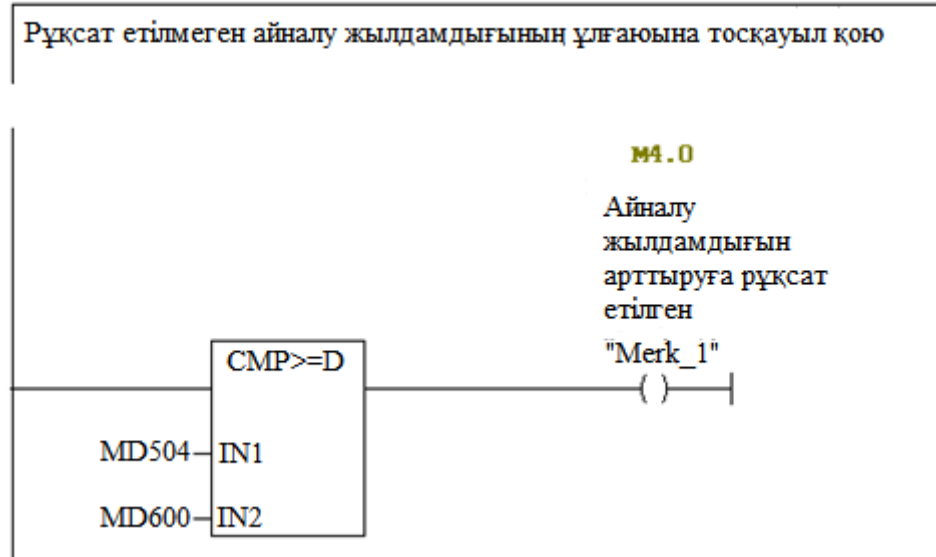 Рұқсат етілмеген айналу жылдамдығының ұлғаюына тосқауыл қою
M4.0
Айналу
жылдамдығын
арттыруға рұқсат
етілген
"Merk_1"
CMP>=D
( )
MD504 IN1
MD600 IN2